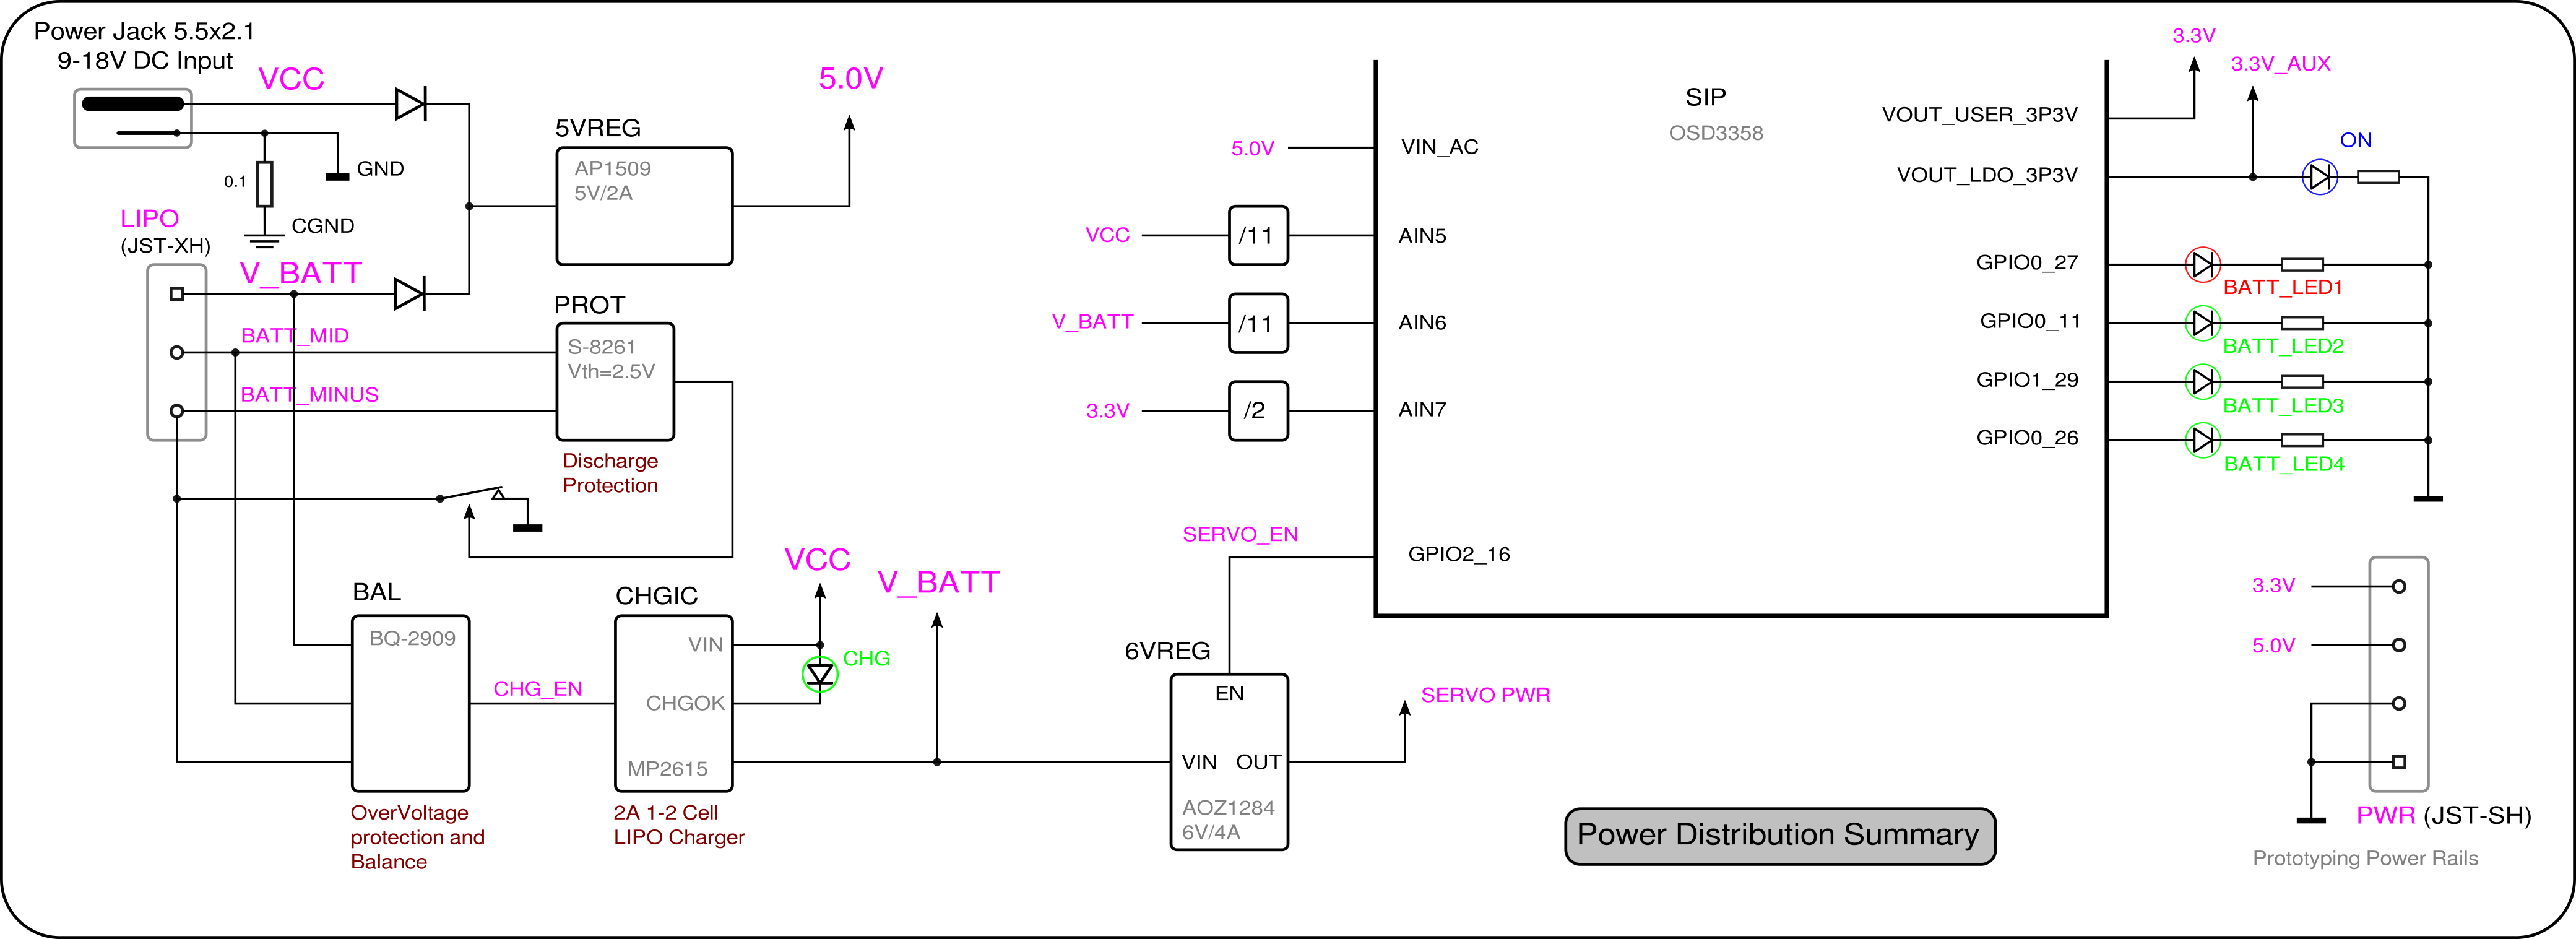 Power Jack 5.5x2.1
9-18V DC Input
VCC
0.1
GND
CGND
LIPO
(JST-XH)
V_BATT
BATT_MID
BATT_MINUS
5VREG
AP1509
5V/2A
5.0V
PROT
S-8261
Vth=2.5V
Discharge
Protection
BAL
BQ-2909
OverVoltage
protection and
Balance
CHG_EN
CHGIC
VIN
CHGOK
MP2615
2A 1-2 Cell
LIPO Charger
VCC
CHG
V_BATT
6VREG
EN
VIN OUT
AOZ1284
6V/4A
SERVO_EN
SERVO PWR
SIP
OSD3358
5.0V
VIN_AC
VCC
/11
AIN5
V_BATT
/11
AIN6
3.3V
/2
AIN7
GPIO2_16
VOUT_USER_3P3V
VOUT_LDO_3P3V
GPIO0_27
GPIO0_11
GPIO1_29
GPIO0_26
3.3V
3.3V_AUX
ON
BATT_LED1
BATT_LED2
BATT_LED3
BATT_LED4
3.3V
5.0V
PWR (JST-SH)
Prototyping Power Rails
Power Distribution Summary